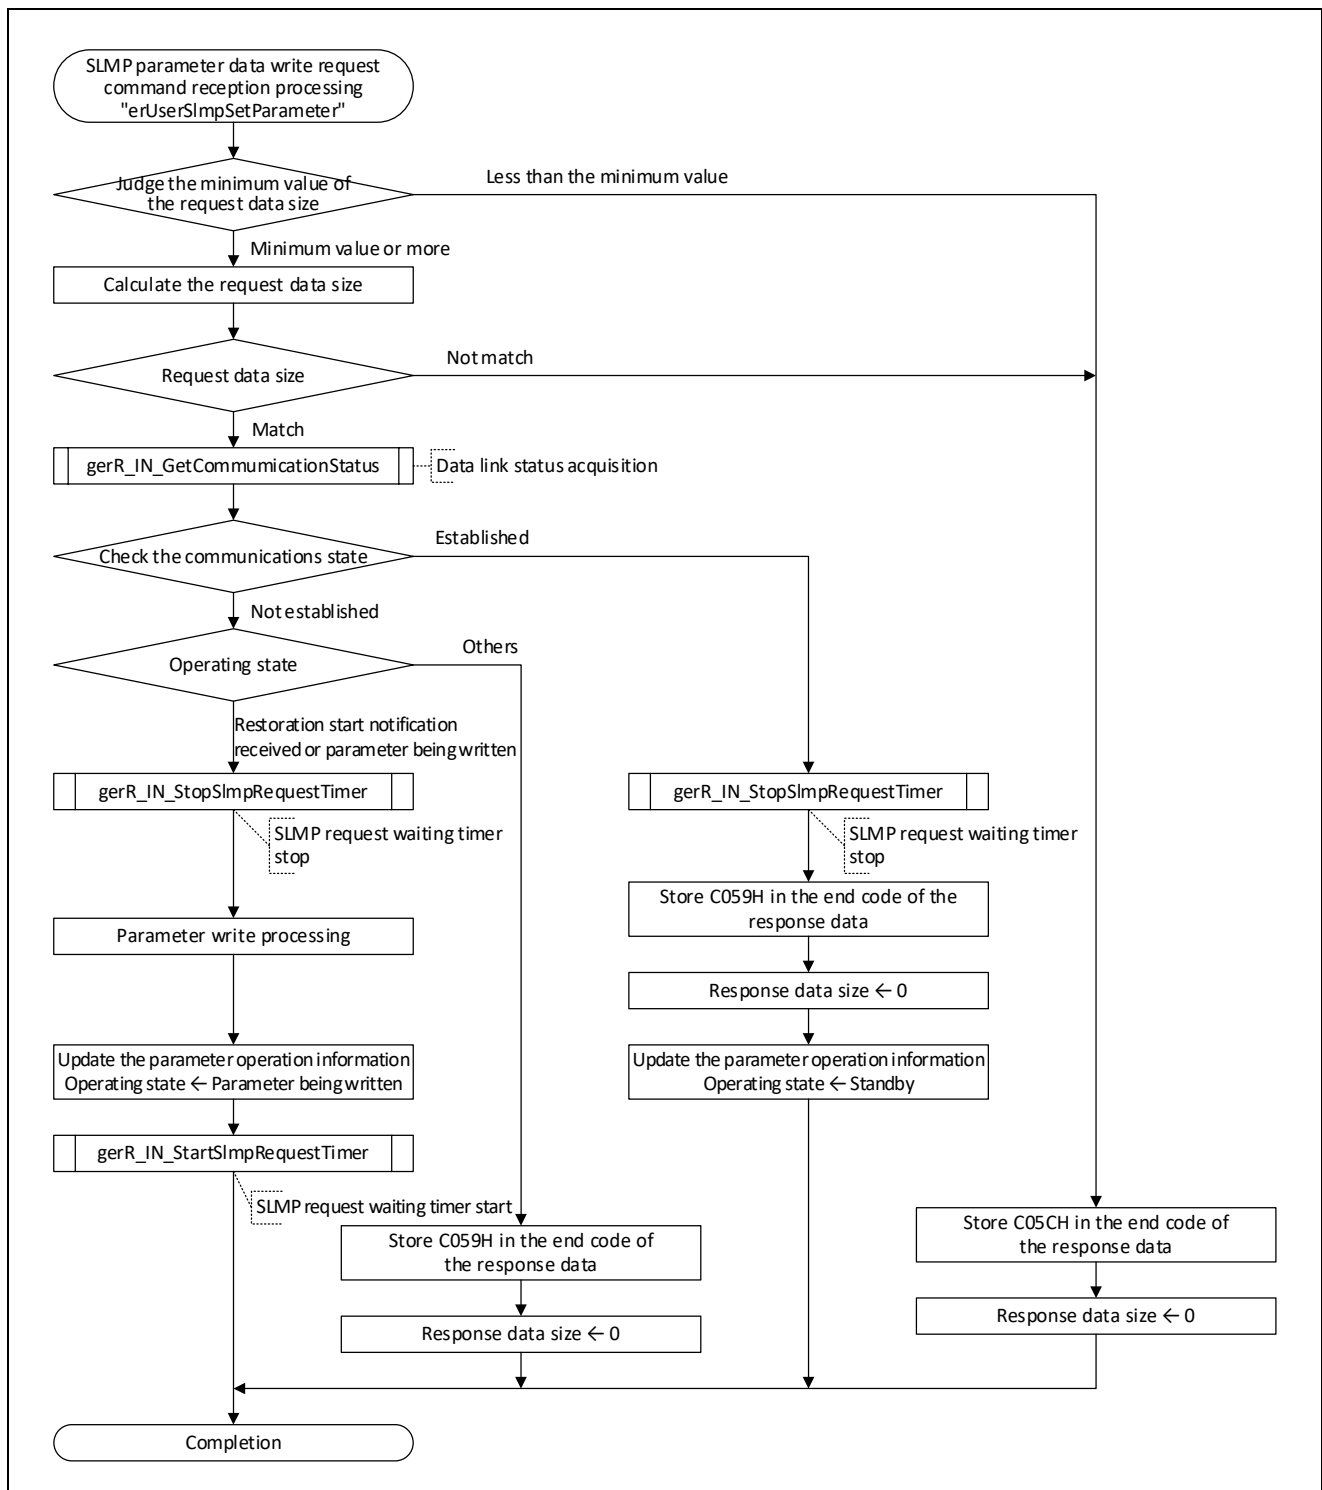 SLMP parameter data write request
command reception processing
"erUserSlmpSetParameter"
Judge the minimum value of
the request data size
Less than the minimum value
Minimum value or more
Calculate the request data size
Request data size
Not match
Match
gerR_IN_GetCommumicationStatus
Data link status acquisition
Check the communications state
Established
Not established
Operating state
Others
Restoration start notification
received or parameter being written
gerR_IN_StopSlmpRequestTimer
SLMP request waiting timer
stop
Parameter write processing
Update the parameter operation information
Operating state ← Parameter being written
gerR_IN_StartSlmpRequestTimer
SLMP request waiting timer start
Store C059H in the end code of
the response data
Response data size ← 0
gerR_IN_StopSlmpRequestTimer
SLMP request waiting timer
stop
Store C059H in the end code of the
response data
Response data size ← 0
Update the parameter operation information
Operating state ← Standby
Store C05CH in the end code of
the response data
Response data size ← 0
Completion